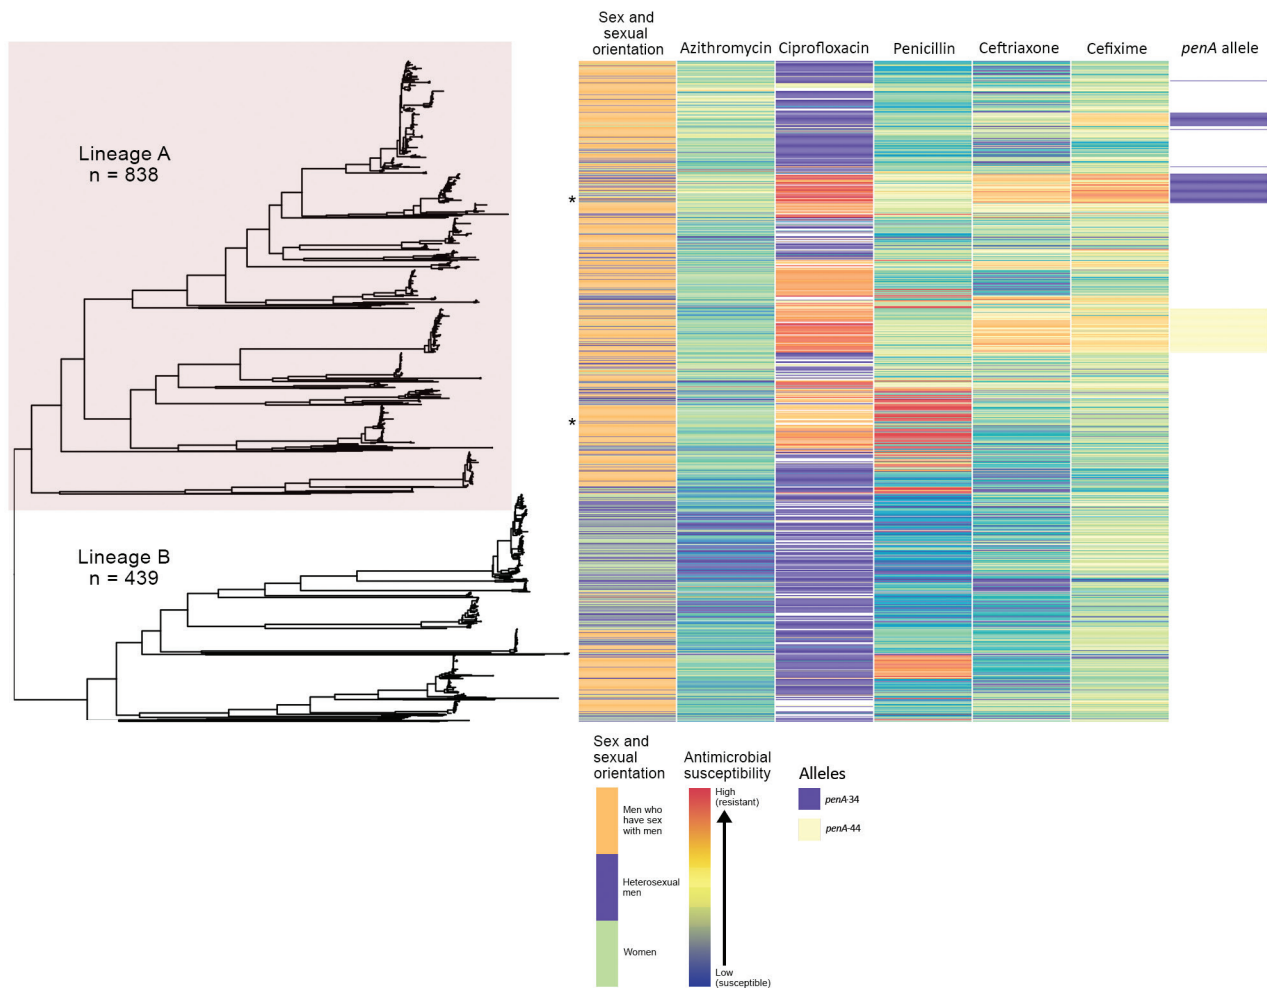 Sex and
sexual
orientation
Azithromycin
Ciprofloxacin
Penicillin
Ceftriaxone
Cefixime
penA allele
Lineage A
n = 838
*
*
Lineage B
n = 439
Sex and
sexual
orientation
Men who
have sex
with men
Heterosexual
men
Women
Antimicrobial
susceptibility
High
(resistant)
Low
(susceptible)
Alleles
penA-34
penA-44